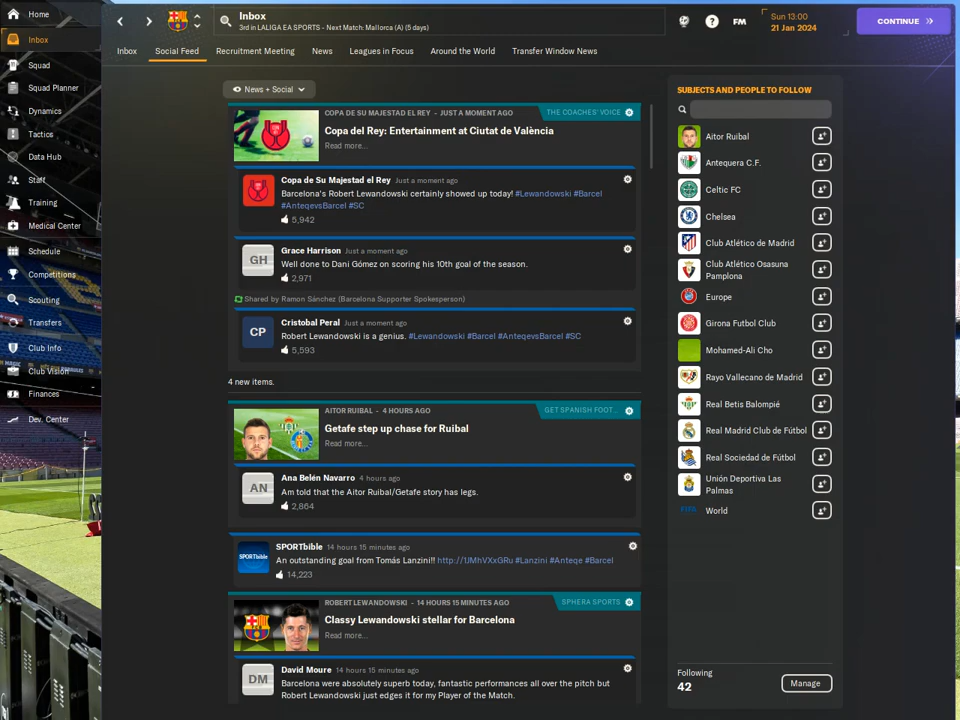 Home
Inbox
Squad
Squad Planner
Dynamics
Tactics
Data Hub
Staff
Training
Medical Center
Schedule
Competitions
Scouting
Transfers
Club Info
Club Vision
Finances
Dev. Center
Inbox
3rd in LALIGA EA SPORTS - Next Match: Mallorca (A) (5 days)
?
FM
Sun 13:00
21 Jan 2024
CONTINUE
Inbox
Social Feed
Recruitment Meeting
News
Leagues in Focus
Around the World
Transfer Window News
News + Social
COPA DE SU MAJESTAD EL REY - JUST A MOMENT AGO
THE COACHES' VOICE
Copa del Rey: Entertainment at Ciutat de València
Read more...
Copa de Su Majestad el Rey Just a moment ago
Barcelona's Robert Lewandowski certainly showed up today! #Lewandowski #Barcel
#AnteqevsBarcel #SC
5,942
GH
Grace Harrison Just a moment ago
Well done to Dani Gómez on scoring his 10th goal of the season.
2,971
Shared by Ramon Sánchez (Barcelona Supporter Spokesperson)
CP
Cristobal Peral Just a moment ago
Robert Lewandowski is a genius. #Lewandowski #Barcel #AnteqevsBarcel #SC
5,593
4 new items.
AITOR RUIBAL - 4 HOURS AGO
GET SPANISH FOOT...
Getafe step up chase for Ruibal
Read more...
AN
Ana Belén Navarro 4 hours ago
Am told that the Aitor Ruibal/Getafe story has legs.
2,864
SPORTbible
SPORTbible 14 hours 15 minutes ago
An outstanding goal from Tomás Lanzini!! http://1JMhVXxGRu #Lanzini #Anteqe #Barcel
14,223
ROBERT LEWANDOWSKI - 14 HOURS 15 MINUTES AGO
SPHERA SPORTS
Classy Lewandowski stellar for Barcelona
Read more...
DM
David Moure 14 hours 15 minutes ago
Barcelona were absolutely superb today, fantastic performances all over the pitch but
Robert Lewandowski just edges it for my Player of the Match.
SUBJECTS AND PEOPLE TO FOLLOW
Aitor Ruibal
Antequera C.F.
Celtic FC
Chelsea
Club Atlético de Madrid
Club Atlético Osasuna
Pamplona
Europe
Girona Futbol Club
Mohamed-Ali Cho
Rayo Vallecano de Madrid
Real Betis Balompié
Real Madrid Club de Fútbol
Real Sociedad de Fútbol
Unión Deportiva Las
Palmas
FIFA
World
Following
42
Manage